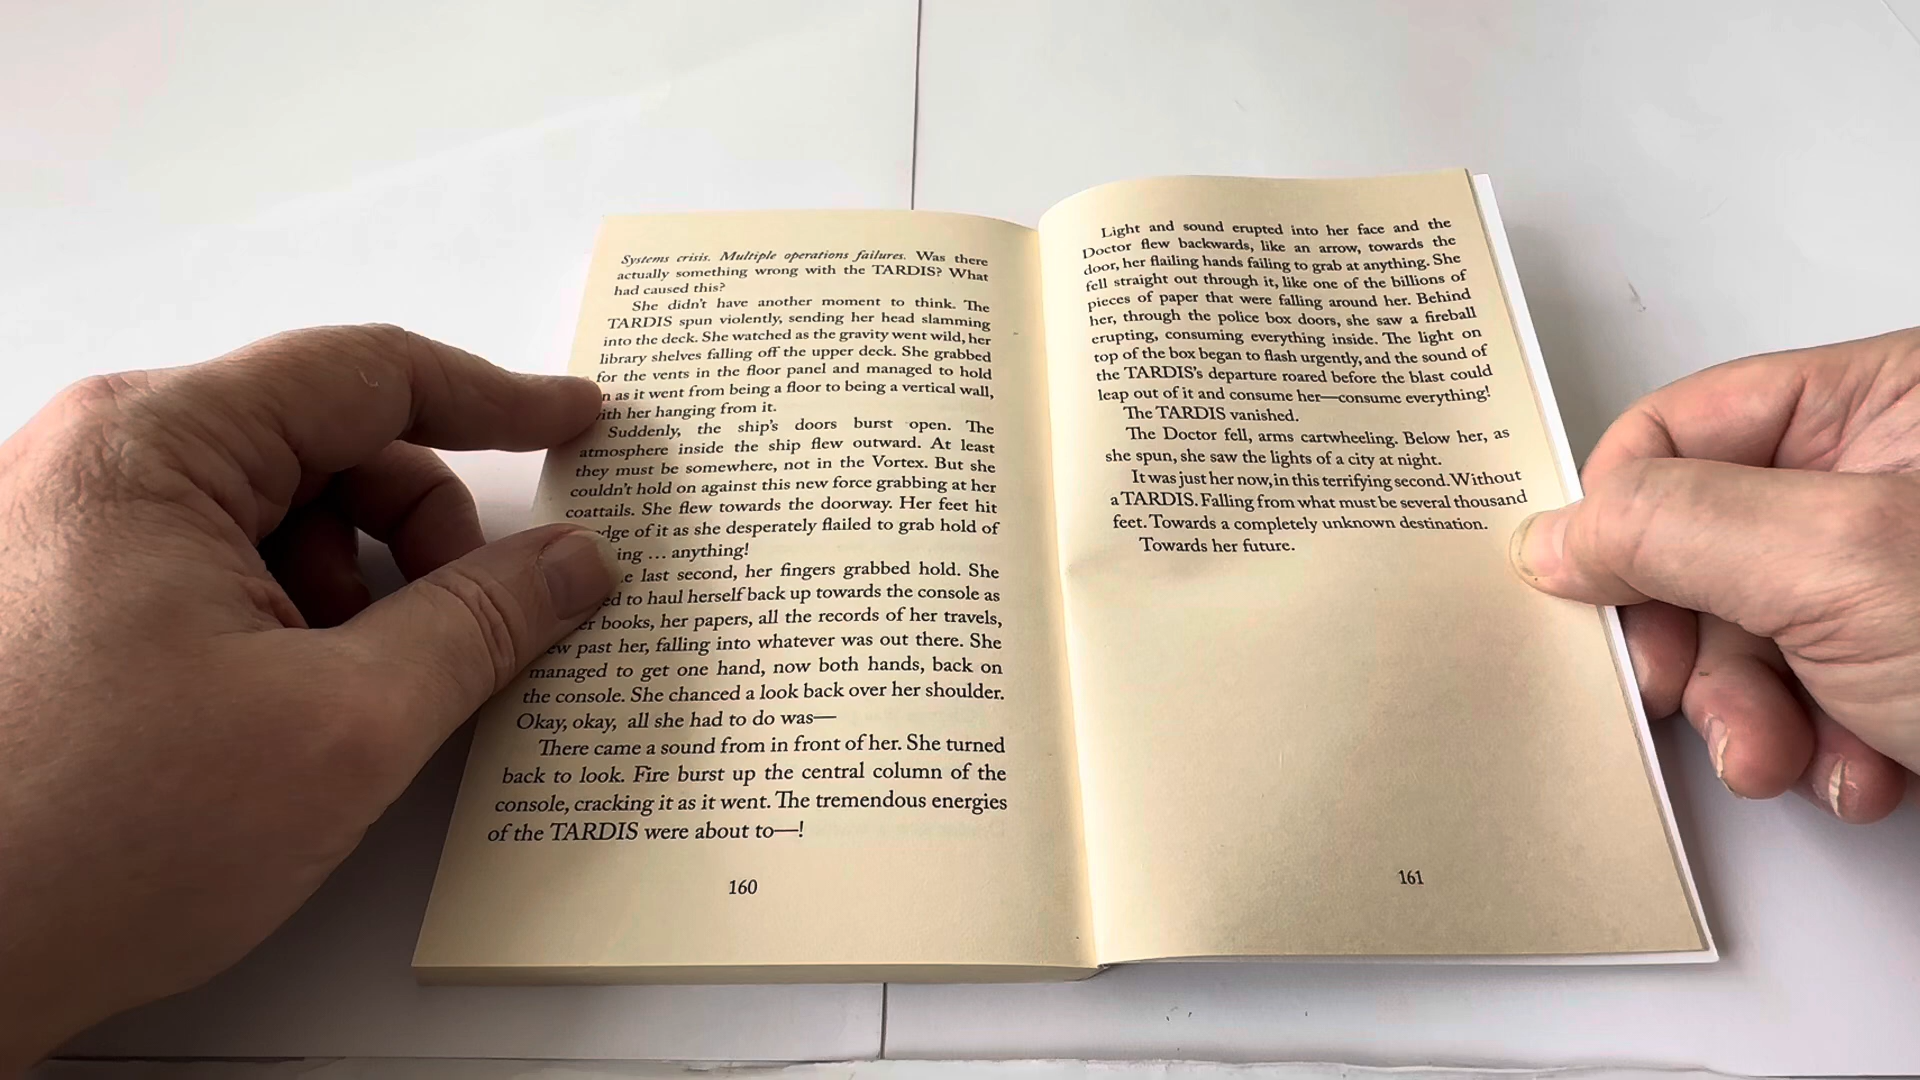 Systems crisis. Multiple operations failures. Was there
actually something wrong with the TARDIS? What
had caused this?
She didn't have another moment to think. The
TARDIS spun violently, sending her head slamming
into the deck. She watched as the gravity went wild, her
library shelves falling off the upper deck. She grabbed
for the vents in the floor panel and managed to hold
n as it went from being a floor to being a vertical wall,
ith her hanging from it.
Suddenly, the ship's doors burst open. The
atmosphere inside the ship flew outward. At least
they must be somewhere, not in the Vortex. But she
couldn't hold on against this new force grabbing at her
coattails. She flew towards the doorway. Her feet hit
dge of it as she desperately flailed to grab hold of
ing … anything!
e last second, her fingers grabbed hold. She
ed to haul herself back up towards the console as
er books, her papers, all the records of her travels,
ew past her, falling into whatever was out there. She
managed to get one hand, now both hands, back on
the console. She chanced a look back over her shoulder.
Okay, okay, all she had to do was—
There came a sound from in front of her. She turned
back to look. Fire burst up the central column of the
console, cracking it as it went. The tremendous energies
of the TARDIS were about to—!
160
Light and sound erupted into her face and the
Doctor flew backwards, like an arrow, towards the
door, her flailing hands failing to grab at anything. She
fell straight out through it, like one of the billions of
pieces of paper that were falling around her. Behind
her, through the police box doors, she saw a fireball
erupting, consuming everything inside. The light on
top of the box began to flash urgently, and the sound of
the TARDIS's departure roared before the blast could
leap out of it and consume her—consume everything!
The TARDIS vanished.
The Doctor fell, arms cartwheeling. Below her, as
she spun, she saw the lights of a city at night.
It was just her now, in this terrifying second. Without
a TARDIS. Falling from what must be several thousand
feet. Towards a completely unknown destination.
Towards her future.
161